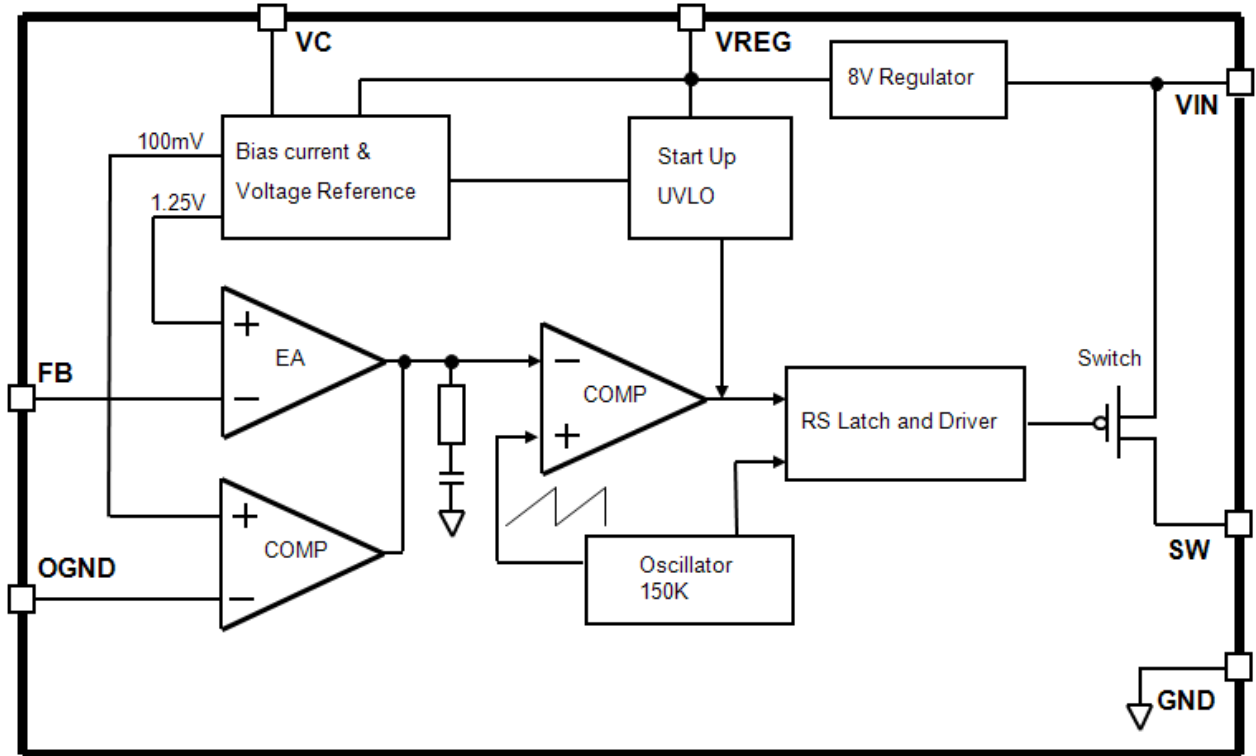 VC
VREG
8V Regulator
VIN
100mV
Bias current &
Voltage Reference
1.25V
Start Up
UVLO
+
EA
−
FB
−
COMP
+
Switch
RS Latch and Driver
+
COMP
−
OGND
Oscillator
150K
SW
GND